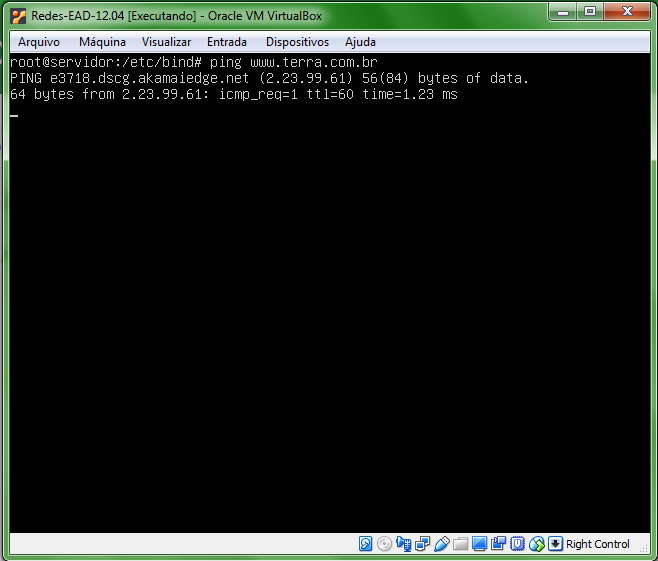 Redes-EAD-12.04 [Executando] - Oracle VM VirtualBox
Arquivo Máquina Visualizar Entrada Dispositivos Ajuda
root@servidor:/etc/bind# ping www.terra.com.br
PING e3718.dscg.akamaiedge.net (2.23.99.61) 56(84) bytes of data.
64 bytes from 2.23.99.61: icmp_req=1 ttl=60 time=1.23 ms
Right Control